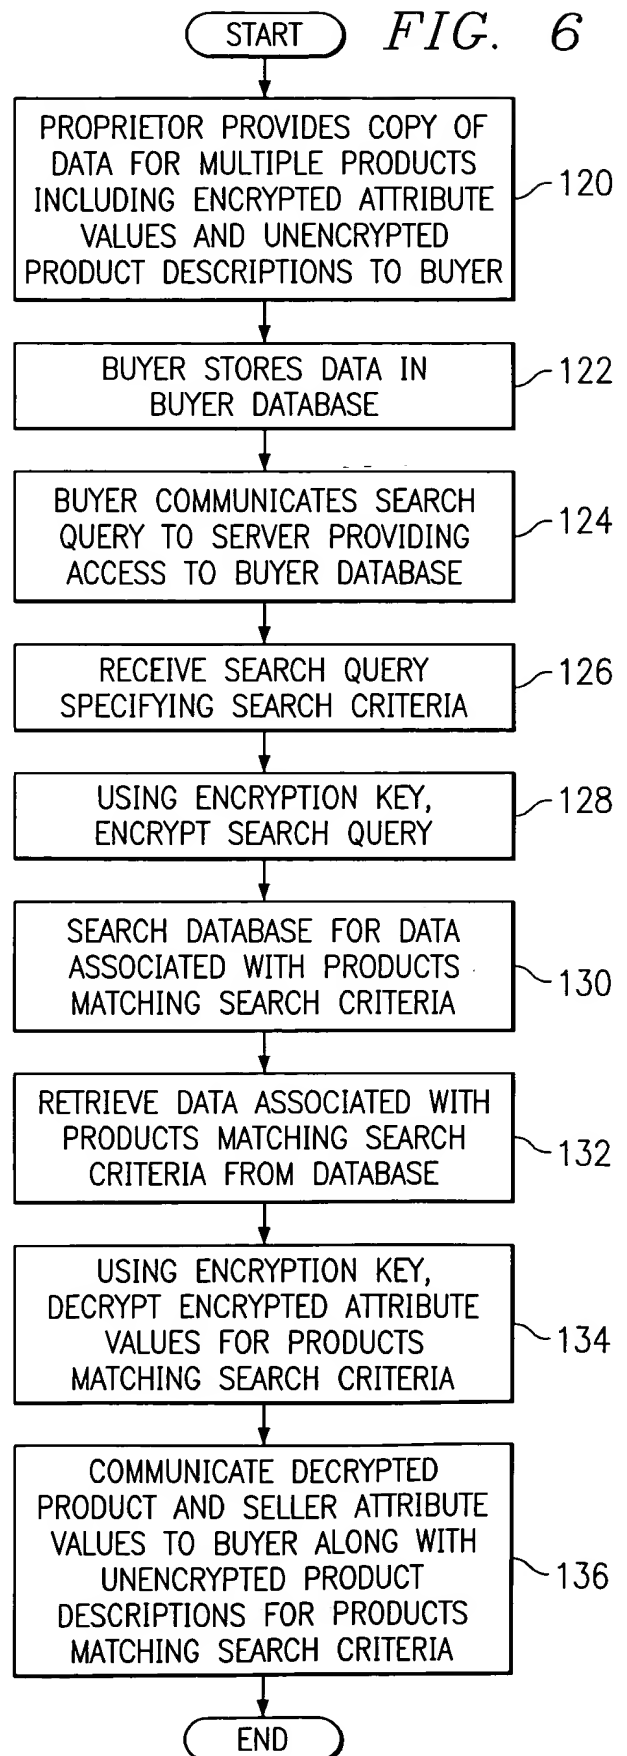 START
FIG. 6
PROPRIETOR PROVIDES COPY OF
DATA FOR MULTIPLE PRODUCTS
INCLUDING ENCRYPTED ATTRIBUTE
VALUES AND UNENCRYPTED
PRODUCT DESCRIPTIONS TO BUYER
120
BUYER STORES DATA IN
BUYER DATABASE
122
BUYER COMMUNICATES SEARCH
QUERY TO SERVER PROVIDING
ACCESS TO BUYER DATABASE
124
RECEIVE SEARCH QUERY
SPECIFYING SEARCH CRITERIA
126
USING ENCRYPTION KEY,
ENCRYPT SEARCH QUERY
128
SEARCH DATABASE FOR DATA
ASSOCIATED WITH PRODUCTS
MATCHING SEARCH CRITERIA
130
RETRIEVE DATA ASSOCIATED WITH
PRODUCTS MATCHING SEARCH
CRITERIA FROM DATABASE
132
USING ENCRYPTION KEY,
DECRYPT ENCRYPTED ATTRIBUTE
VALUES FOR PRODUCTS
MATCHING SEARCH CRITERIA
134
COMMUNICATE DECRYPTED
PRODUCT AND SELLER ATTRIBUTE
VALUES TO BUYER ALONG WITH
UNENCRYPTED PRODUCT
DESCRIPTIONS FOR PRODUCTS
MATCHING SEARCH CRITERIA
136
END